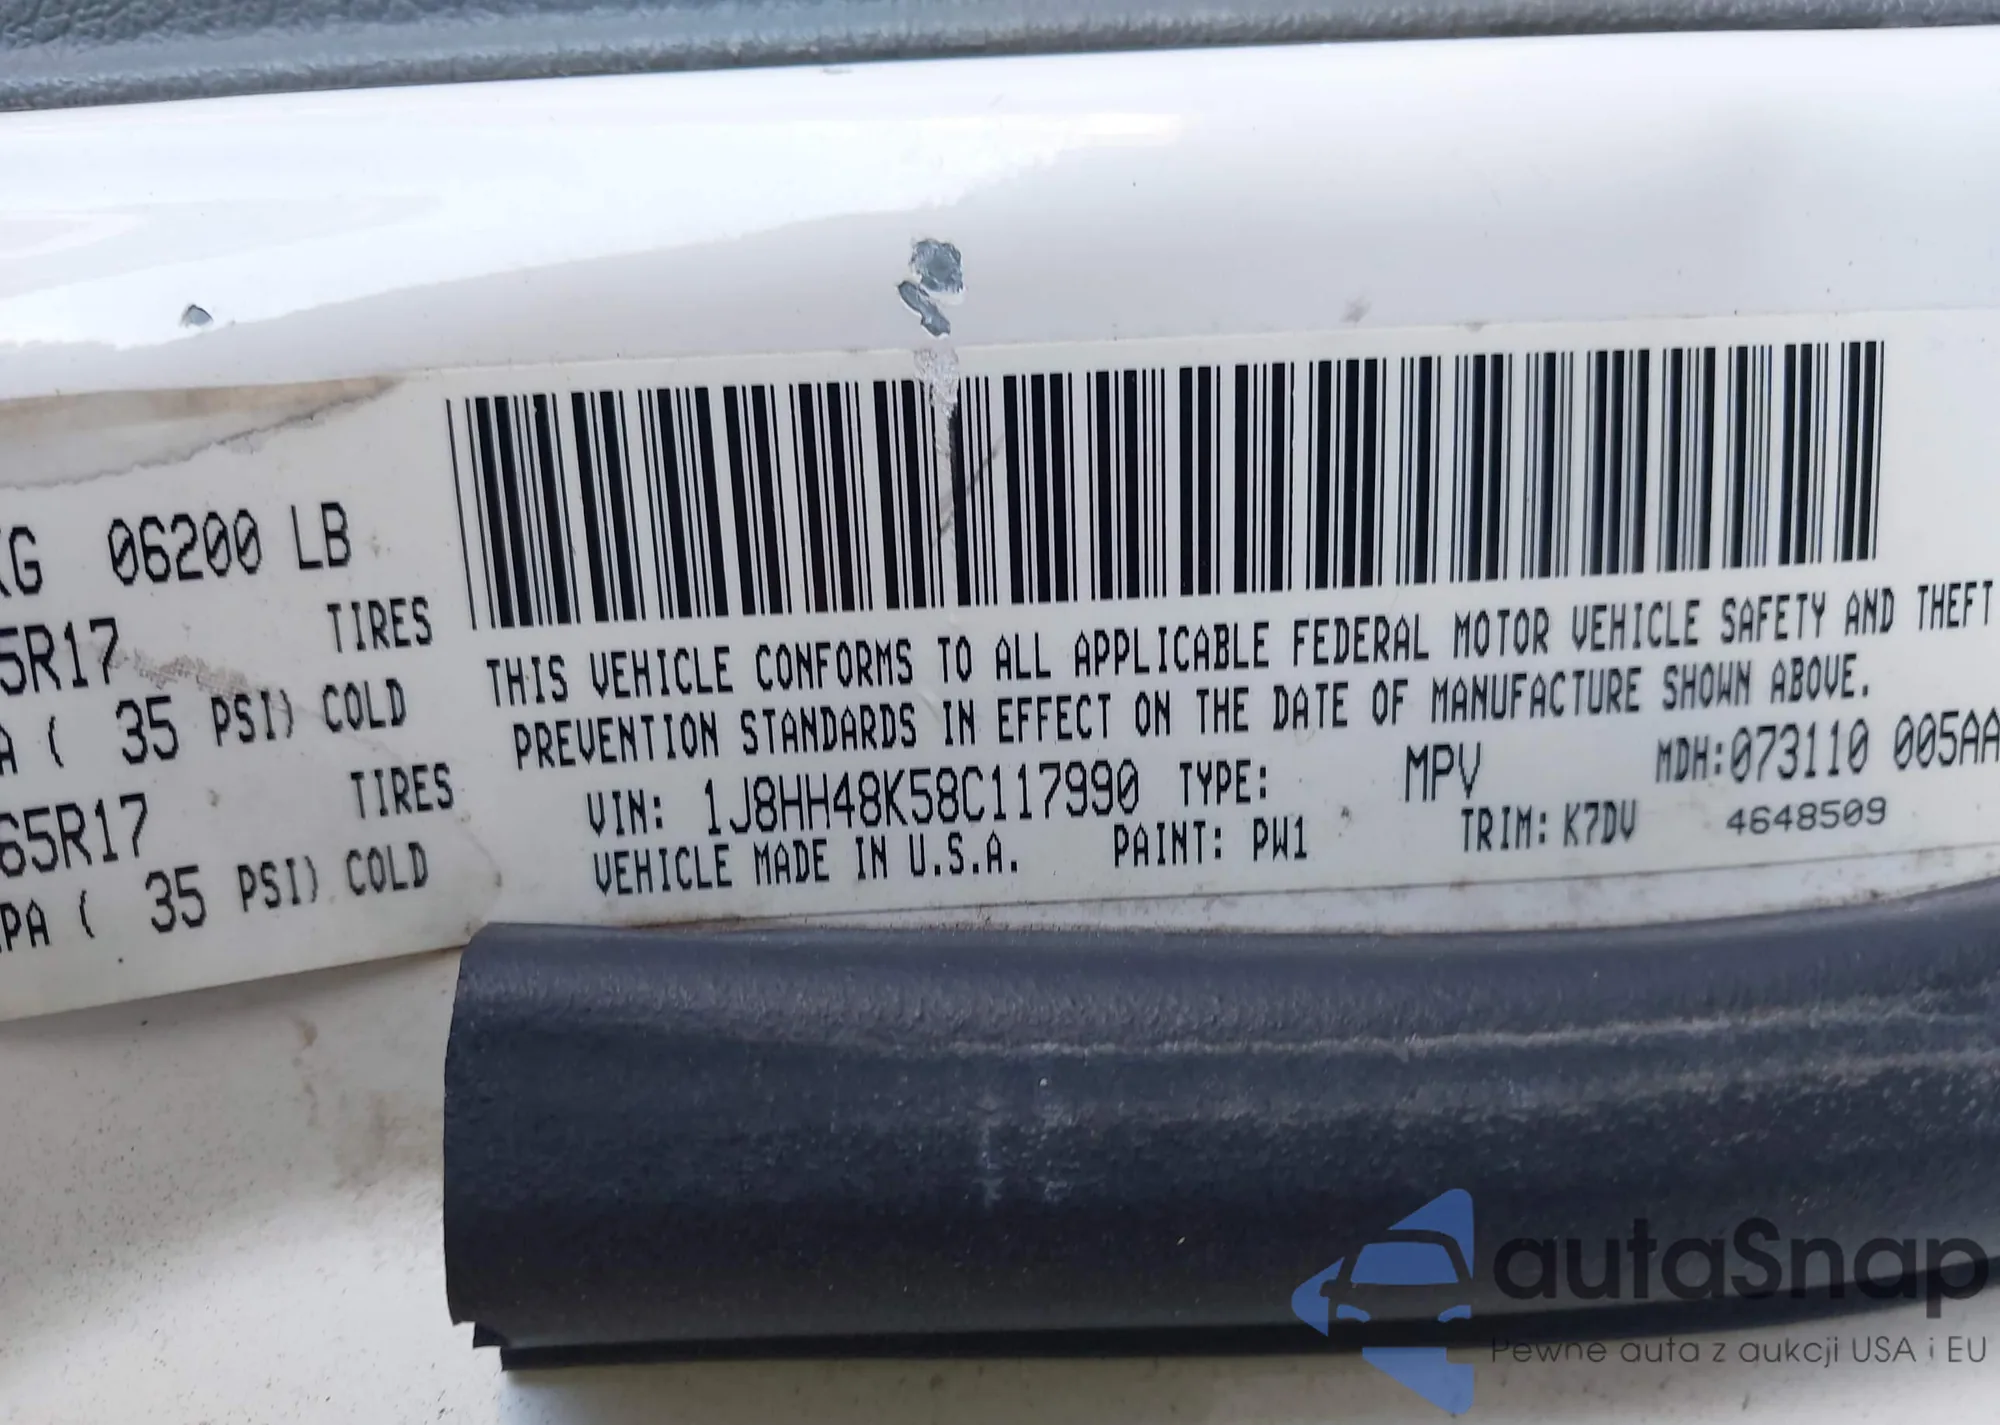 KG 06200 LB
5R17 TIRES
A ( 35 PSI) COLD
65R17 TIRES
PA ( 35 PSI) COLD
THIS VEHICLE CONFORMS TO ALL APPLICABLE FEDERAL MOTOR VEHICLE SAFETY AND THEFT
PREVENTION STANDARDS IN EFFECT ON THE DATE OF MANUFACTURE SHOWN ABOVE.
VIN: 1J8HH48K58C117990 TYPE: MPV MDH:073110 005AA
VEHICLE MADE IN U.S.A. PAINT: PW1 TRIM: K7DV 4648509
autaSnap
Pewne auta z aukcji USA i EU